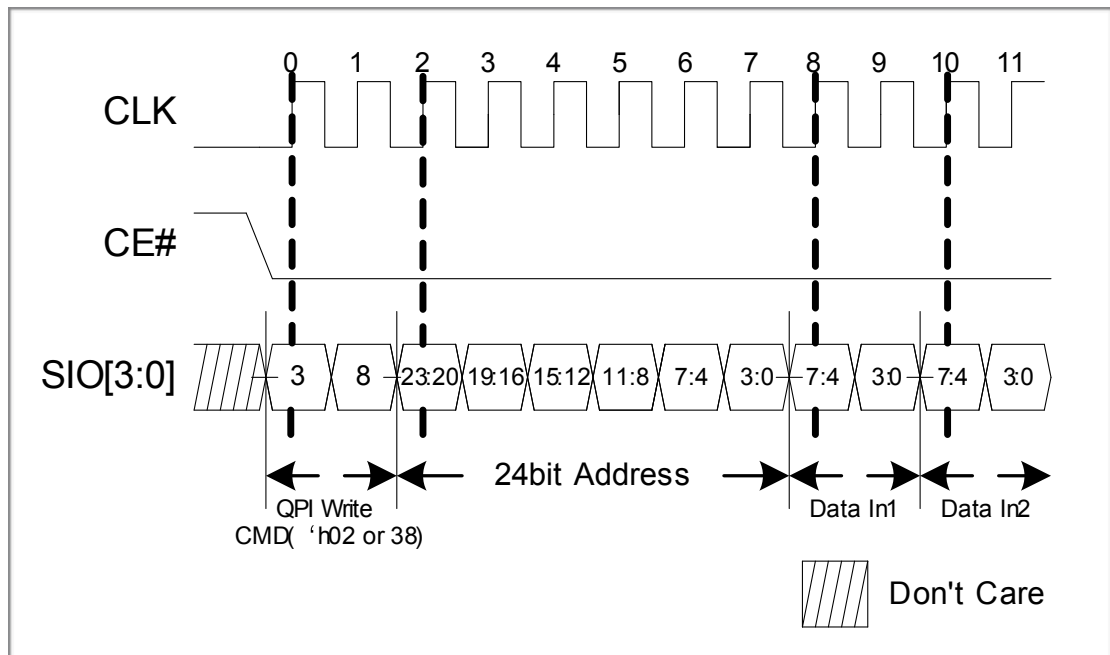 0 1 2 3 4 5 6 7 8 9 10 11
CLK
CE#
SIO[3:0] 3 8 23:20 19:16 15:12 11:8 7:4 3:0 7:4 3:0 7:4 3:0
24bit Address
QPI Write Data In1 Data In2
CMD( ‘h02 or 38)
Don't Care